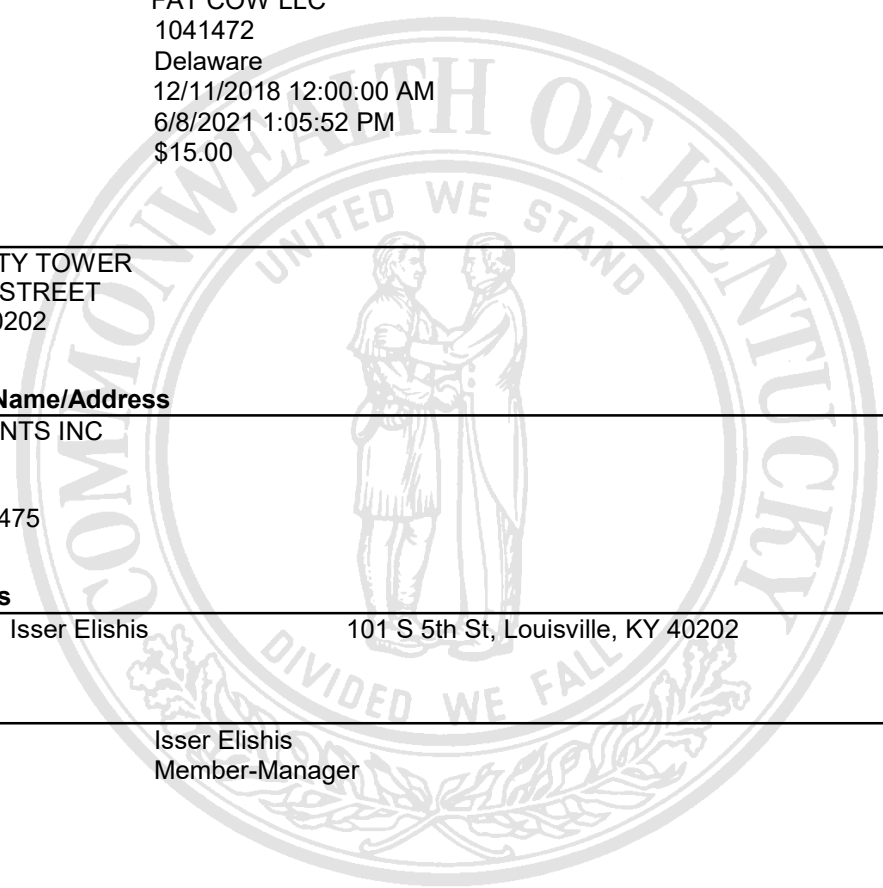 FAT COW LLC
1041472
Delaware
12/11/2018 12:00:00 AM
6/8/2021 1:05:52 PM
$15.00
COMMONWEALTH OF KENTUCKY
UNITED WE STAND
TY TOWER
STREET
0202
Name/Address
NTS INC
475
s
Isser Elishis 101 S 5th St, Louisville, KY 40202
DIVIDED WE FALL
Isser Elishis
Member-Manager